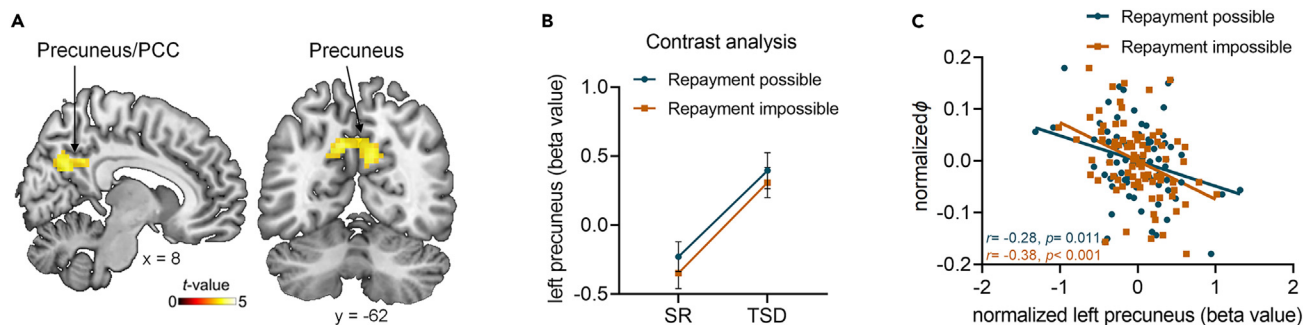 A
Precuneus/PCC
Precuneus
x = 8
t-value
0 5
y = -62
B
Contrast analysis
Repayment possible
Repayment impossible
left precuneus (beta value)
1.0
0.5
0.0
-0.5
SR TSD
C
Repayment possible
Repayment impossible
normalizedϕ
0.2
0.1
0.0
-0.1
-0.2
r= -0.28, p= 0.011
r= -0.38, p< 0.001
-2 -1 0 1 2
normalized left precuneus (beta value)